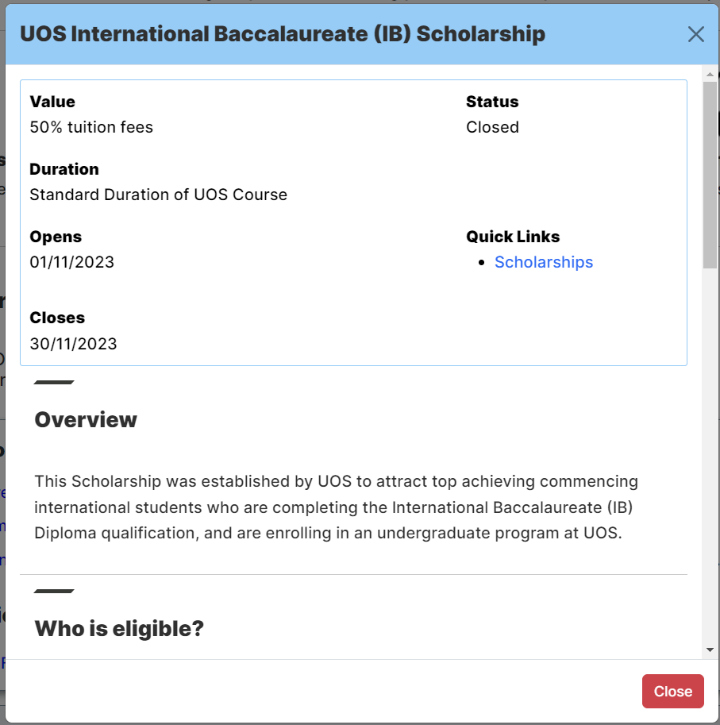 UOS International Baccalaureate (IB) Scholarship
Value
50% tuition fees
Status
Closed
Duration
Standard Duration of UOS Course
Opens
01/11/2023
Quick Links
Scholarships
Closes
30/11/2023
Overview
This Scholarship was established by UOS to attract top achieving commencing
international students who are completing the International Baccalaureate (IB)
Diploma qualification, and are enrolling in an undergraduate program at UOS.
Who is eligible?
Close